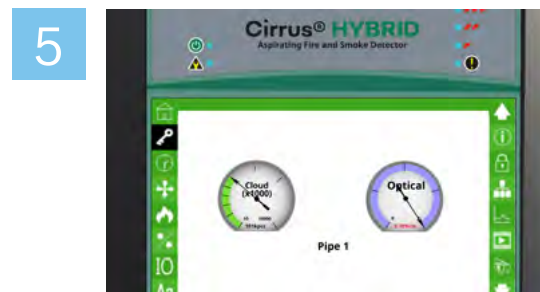 5
Cirrus® HYBRID
Aspirating Fire and Smoke Detector
Cloud
(x1000)
Optical
Pipe 1
IO